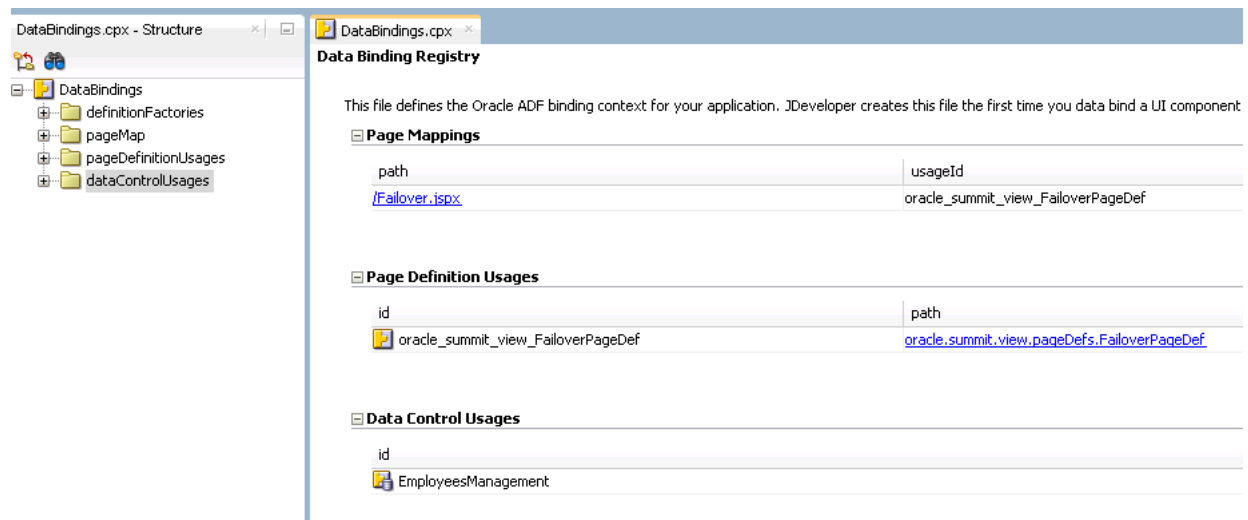 DataBindings.cpx - Structure
DataBindings
definitionFactories
pageMap
pageDefinitionUsages
dataControlUsages
DataBindings.cpx
Data Binding Registry
This file defines the Oracle ADF binding context for your application. JDeveloper creates this file the first time you data bind a UI component
Page Mappings
path usageId
/Failover.jspx oracle_summit_view_FailoverPageDef
Page Definition Usages
id path
oracle_summit_view_FailoverPageDef oracle.summit.view.pageDefs.FailoverPageDef
Data Control Usages
id
EmployeesManagement